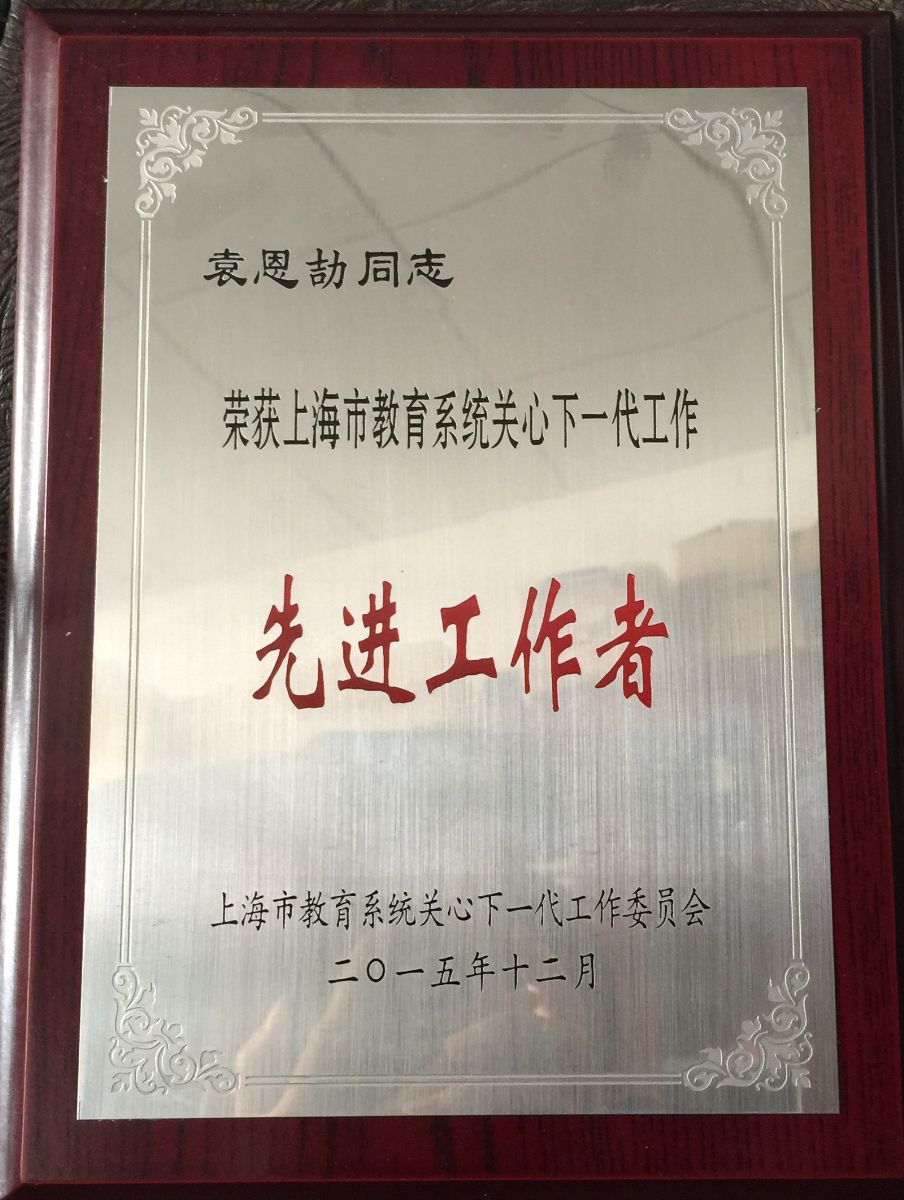 袁恩劼同志
荣获上海市教育系统关心下一代工作
先进工作者
上海市教育系统关心下一代工作委员会
二〇一五年十二月